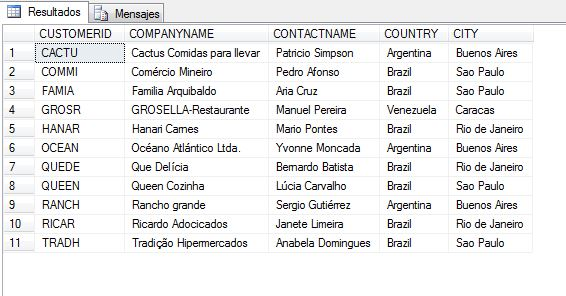 Resultados Mensajes
CUSTOMERID COMPANYNAME CONTACTNAME COUNTRY CITY
1 CACTU Cactus Comidas para llevar Patricio Simpson Argentina Buenos Aires
2 COMMI Comércio Mineiro Pedro Afonso Brazil Sao Paulo
3 FAMIA Familia Arquibaldo Aria Cruz Brazil Sao Paulo
4 GROSR GROSELLA-Restaurante Manuel Pereira Venezuela Caracas
5 HANAR Hanari Carnes Mario Pontes Brazil Rio de Janeiro
6 OCEAN Océano Atlántico Ltda. Yvonne Moncada Argentina Buenos Aires
7 QUEDE Que Delícia Bernardo Batista Brazil Rio de Janeiro
8 QUEEN Queen Cozinha Lúcia Carvalho Brazil Sao Paulo
9 RANCH Rancho grande Sergio Gutiérrez Argentina Buenos Aires
10 RICAR Ricardo Adocicados Janete Limeira Brazil Rio de Janeiro
11 TRADH Tradição Hipermercados Anabela Domingues Brazil Sao Paulo